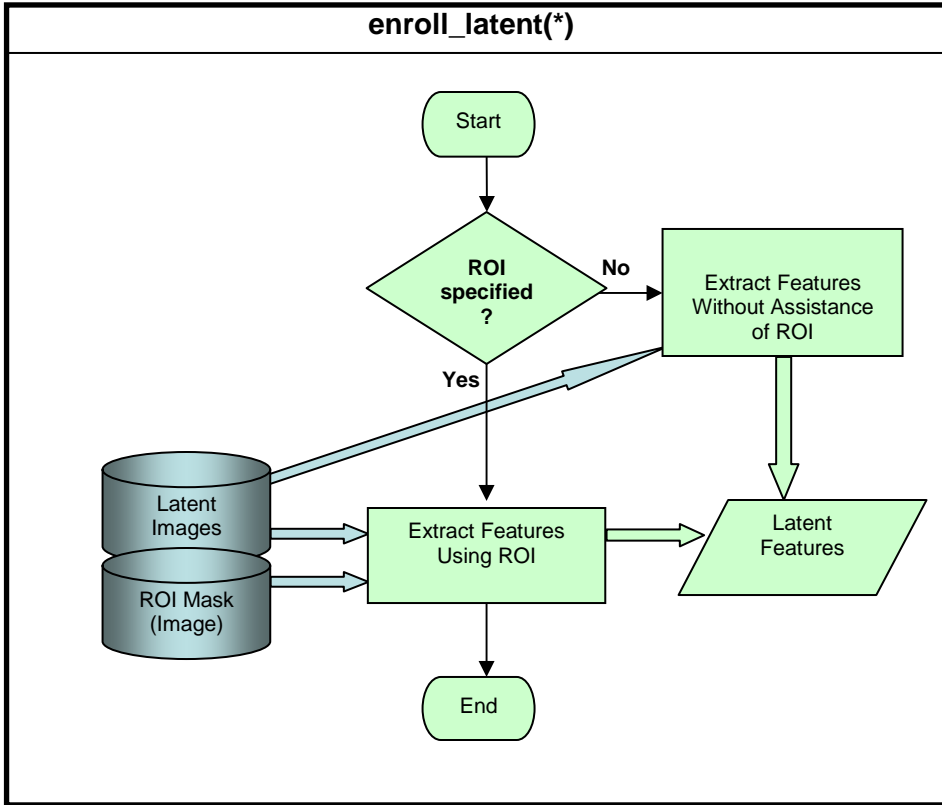 enroll_latent(*)
Start
ROI
specified
?
No
Extract Features
Without Assistance
of ROI
Yes
Latent
Images
Extract Features
Using ROI
Latent
Features
ROI Mask
(Image)
End